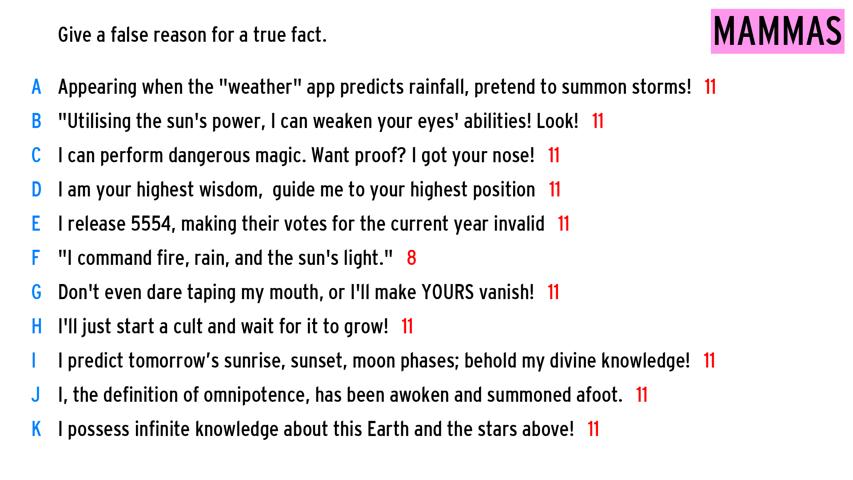 Give a false reason for a true fact.
MAMMAS
A Appearing when the "weather" app predicts rainfall, pretend to summon storms! 11
B "Utilising the sun's power, I can weaken your eyes' abilities! Look! 11
C I can perform dangerous magic. Want proof? I got your nose! 11
D I am your highest wisdom,  guide me to your highest position 11
E I release 5554, making their votes for the current year invalid 11
F "I command fire, rain, and the sun's light." 8
G Don't even dare taping my mouth, or I'll make YOURS vanish! 11
H I'll just start a cult and wait for it to grow! 11
I I predict tomorrow’s sunrise, sunset, moon phases; behold my divine knowledge! 11
J I, the definition of omnipotence, has been awoken and summoned afoot. 11
K I possess infinite knowledge about this Earth and the stars above! 11